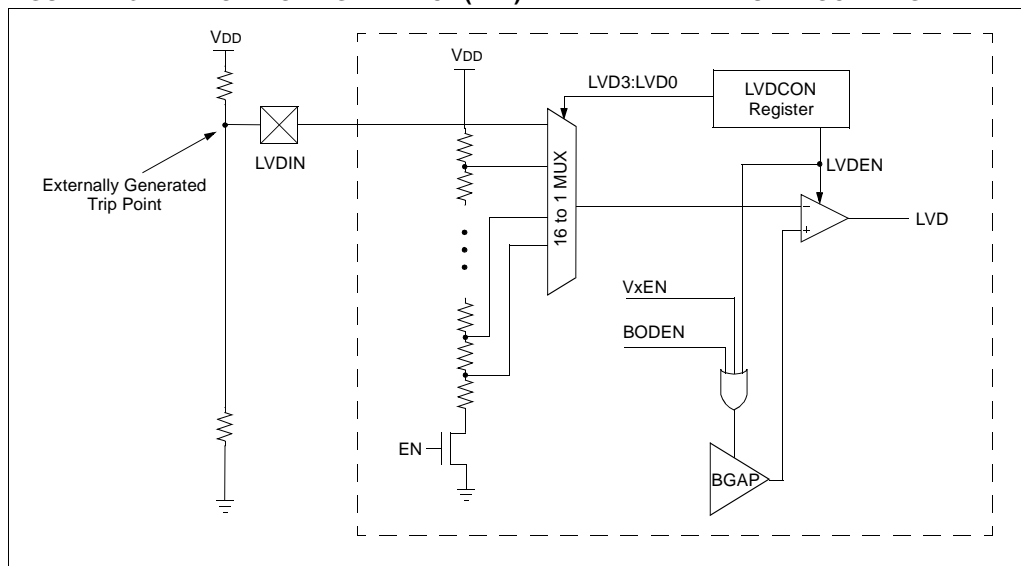 VDD
VDD
LVD3:LVD0
LVDCON
Register
LVDIN
LVDEN
Externally Generated
Trip Point
16 to 1 MUX
–
+
LVD
VxEN
BODEN
EN
BGAP